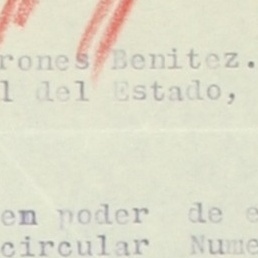 rones Benitez.
l del Estado,
en poder de e
circular Nume